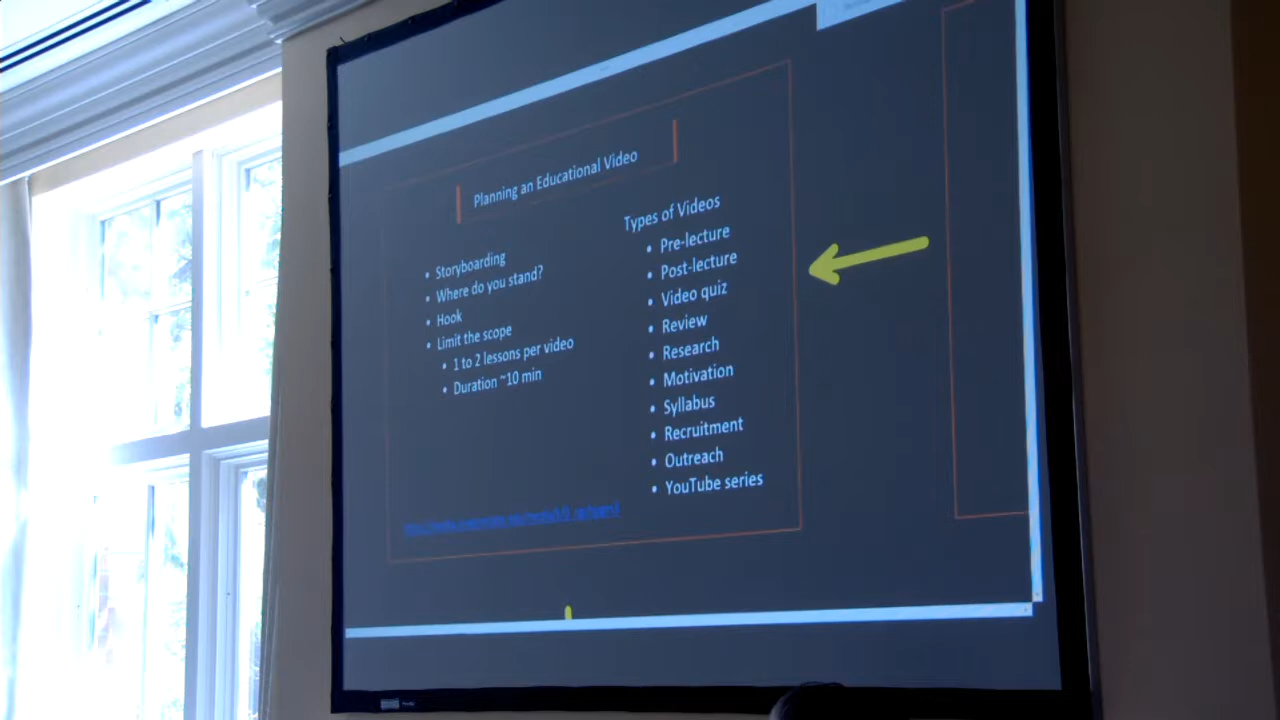 Planning an Educational Video
• Storyboarding
• Where do you stand?
• Hook
• Limit the scope
• 1 to 2 lessons per video
• Duration ~10 min
Types of Videos
• Pre-lecture
• Post-lecture
• Video quiz
• Review
• Research
• Motivation
• Syllabus
• Recruitment
• Outreach
• YouTube series